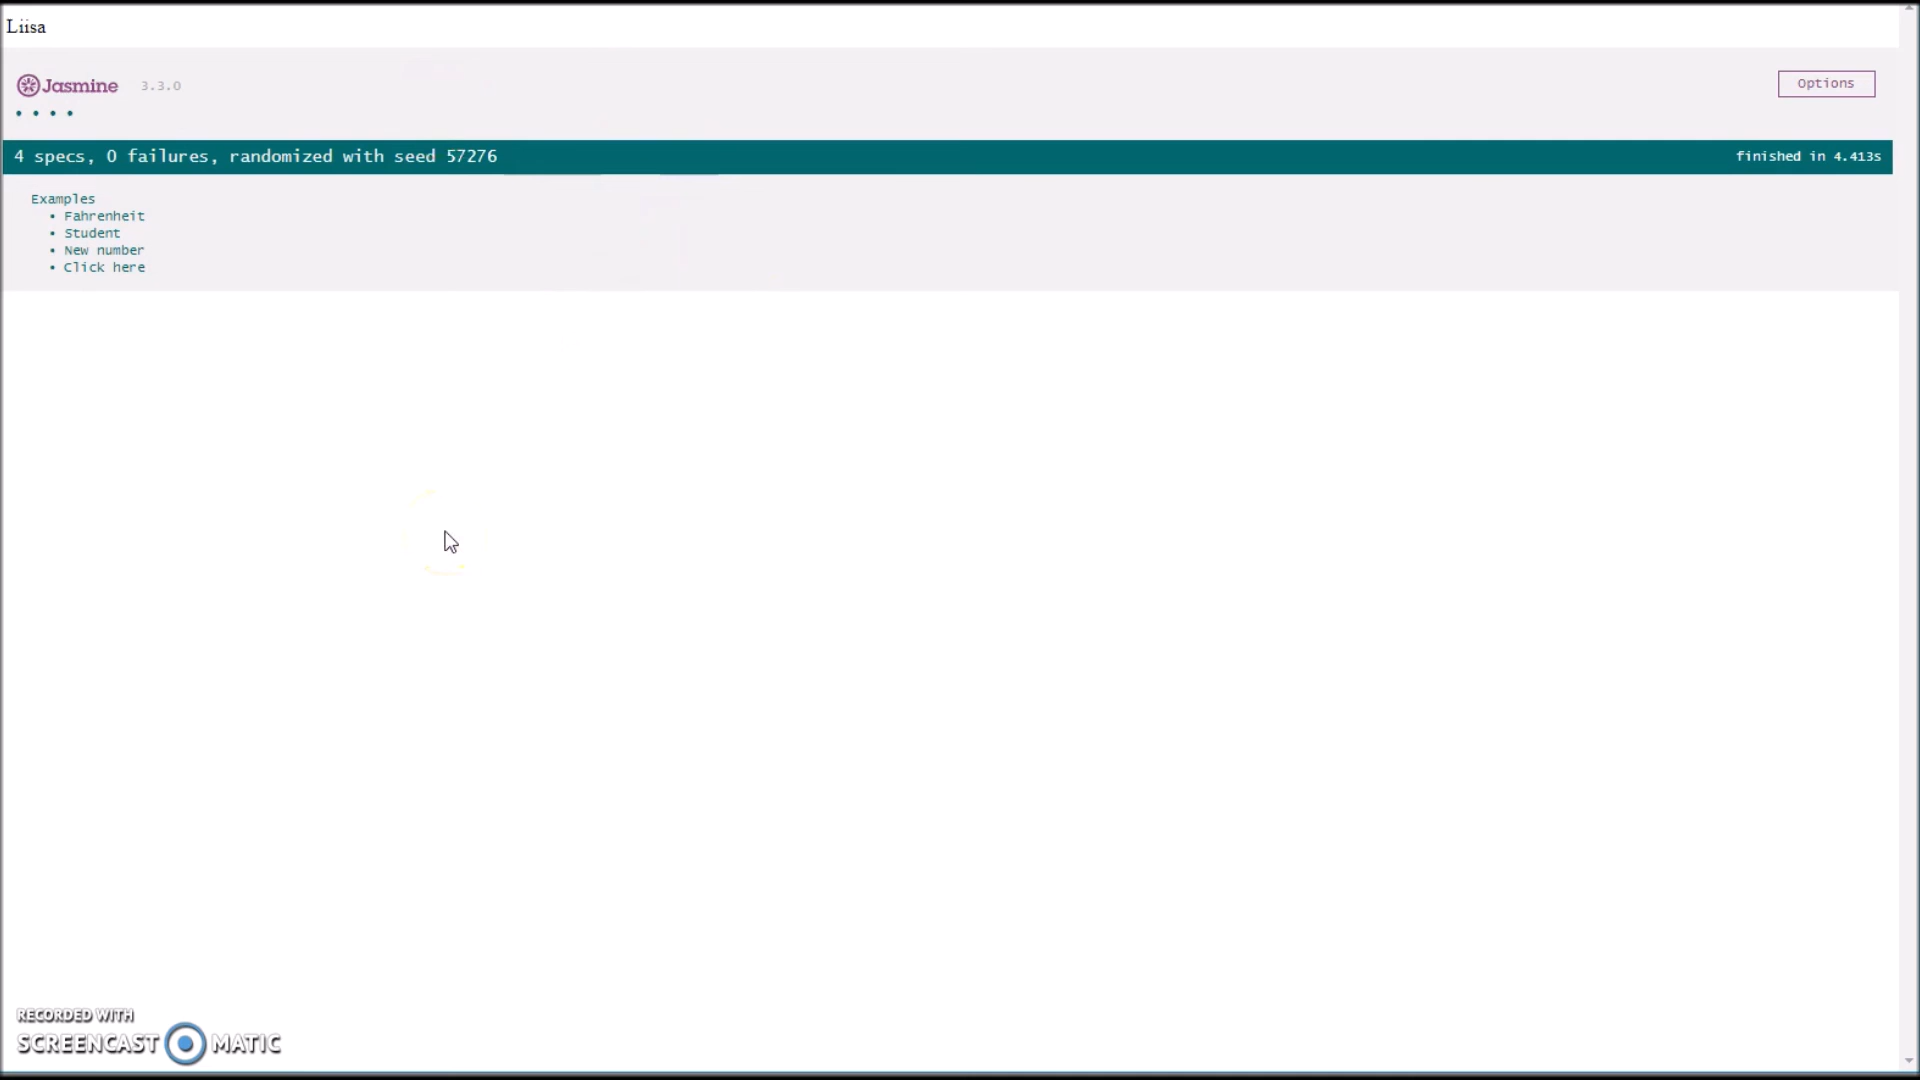 Liisa
Jasmine 3.3.0
Options
• • • •
4 specs, 0 failures, randomized with seed 57276
finished in 4.413s
Examples
• Fahrenheit
• Student
• New number
• Click here
RECORDED WITH
SCREENCAST MATIC